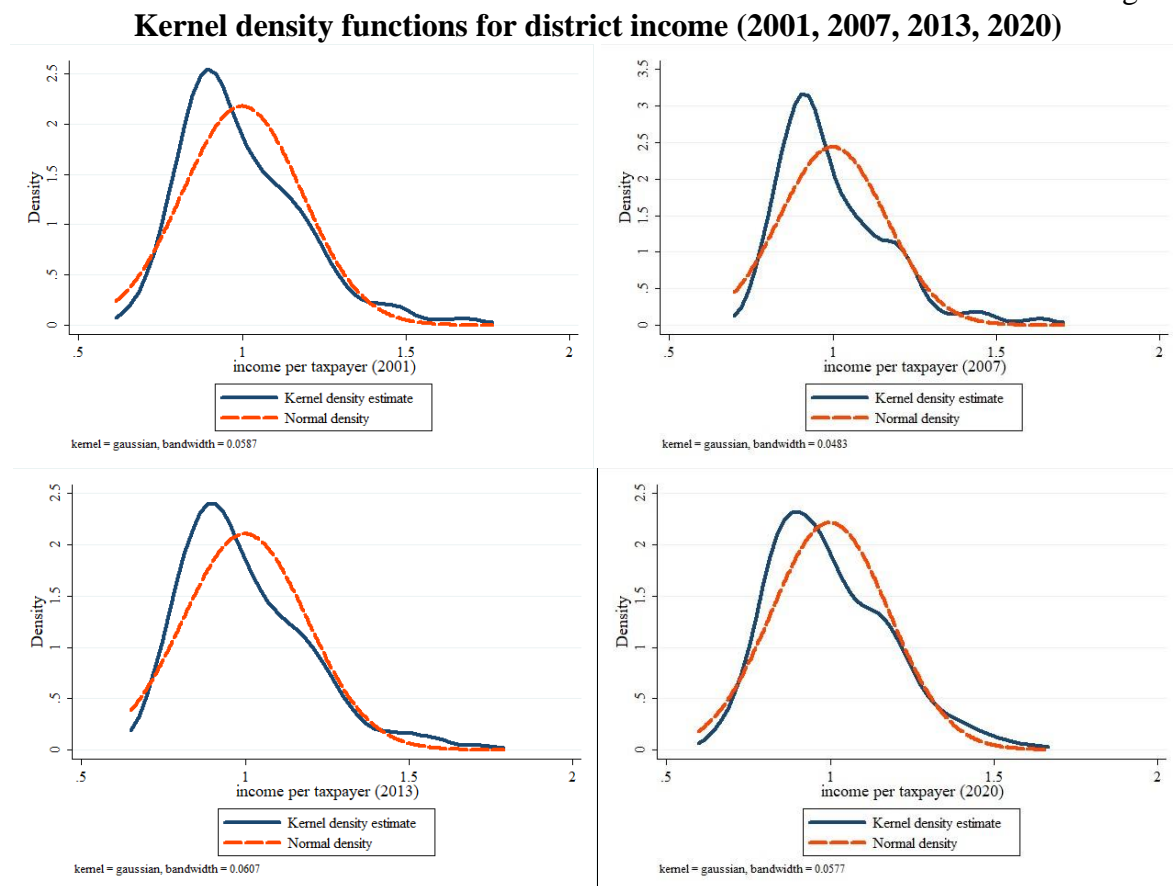 g
Kernel density functions for district income (2001, 2007, 2013, 2020)
Density
0 .5 1 1.5 2 2.5
.5 1 1.5 2
income per taxpayer (2001)
Kernel density estimate
Normal density
kernel = gaussian, bandwidth = 0.0587
Density
0 .5 1 1.5 2 2.5 3 3.5
.5 1 1.5 2
income per taxpayer (2007)
Kernel density estimate
Normal density
kernel = gaussian, bandwidth = 0.0483
Density
0 .5 1 1.5 2 2.5
.5 1 1.5 2
income per taxpayer (2013)
Kernel density estimate
Normal density
kernel = gaussian, bandwidth = 0.0607
Density
0 .5 1 1.5 2 2.5
.5 1 1.5 2
income per taxpayer (2020)
Kernel density estimate
Normal density
kernel = gaussian, bandwidth = 0.0577